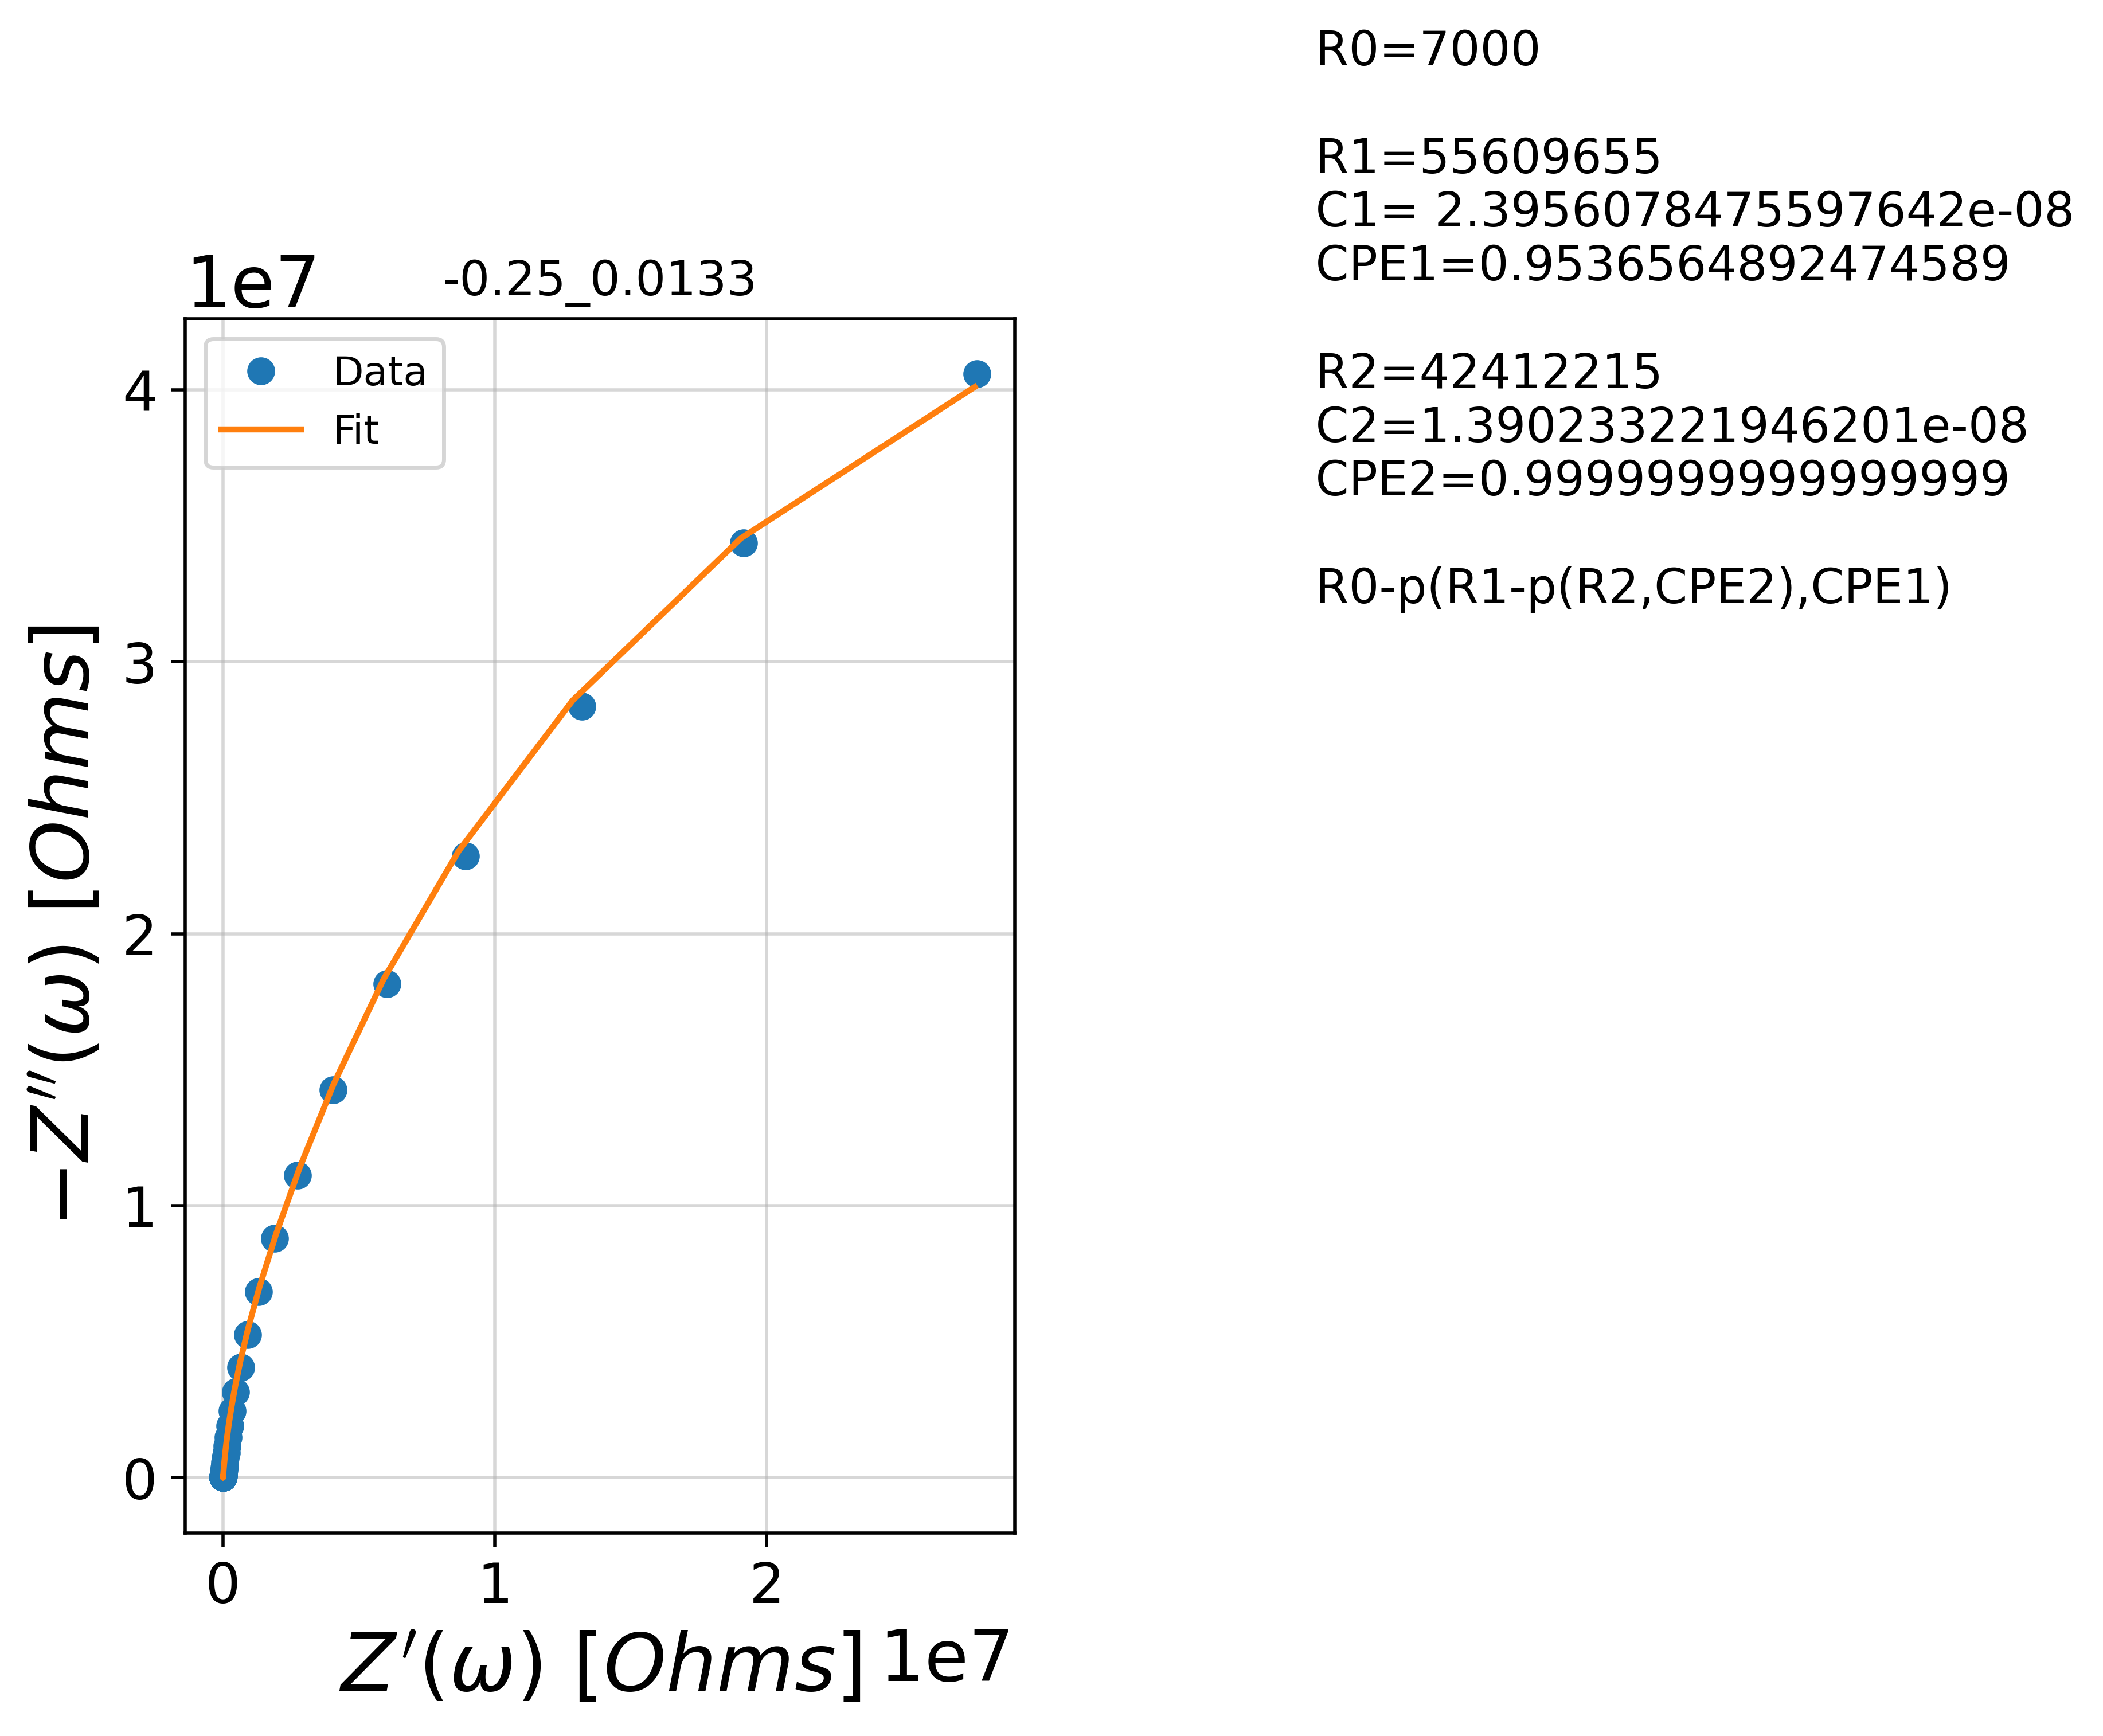 R0=7000
R1=55609655
C1= 2.3956078475597642e-08
CPE1=0.9536564892474589
R2=42412215
C2=1.390233221946201e-08
CPE2=0.9999999999999999
R0-p(R1-p(R2,CPE2),CPE1)
1e7
-0.25_0.0133
Data
Fit
4
3
2
1
0
−Z′′(ω) [Ohms]
0 1 2
Z′(ω) [Ohms] 1e7